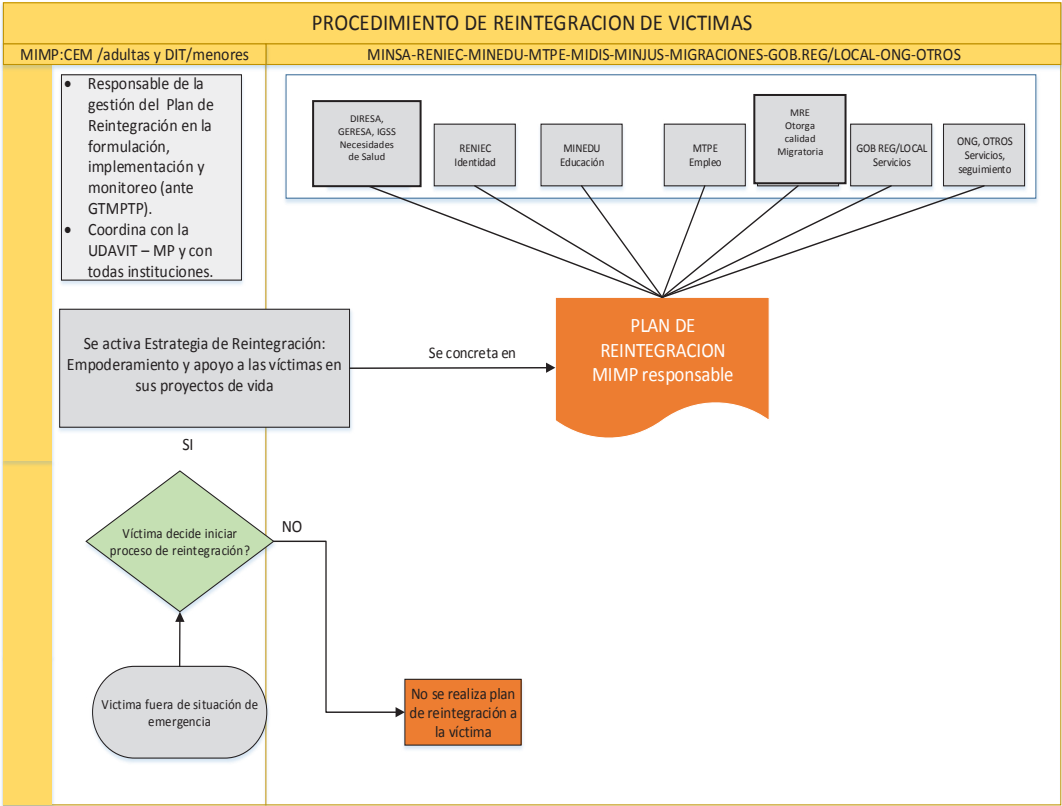 PROCEDIMIENTO DE REINTEGRACION DE VICTIMAS
MIMP:CEM /adultas y DIT/menores
MINSA-RENIEC-MINEDU-MTPE-MIDIS-MINJUS-MIGRACIONES-GOB.REG/LOCAL-ONG-OTROS
• Responsable de la
gestión del Plan de
Reintegración en la
formulación,
implementación y
monitoreo (ante
GTMPTP).
• Coordina con la
UDAVIT – MP y con
todas instituciones.
DIRESA,
GERESA, IGSS
Necesidades
de Salud
RENIEC
Identidad
MINEDU
Educación
MTPE
Empleo
MRE
Otorga
calidad
Migratoria
GOB REG/LOCAL
Servicios
ONG, OTROS
Servicios,
seguimiento
Se activa Estrategia de Reintegración:
Empoderamiento y apoyo a las víctimas en
sus proyectos de vida
Se concreta en
PLAN DE
REINTEGRACION
MIMP responsable
SI
Víctima decide iniciar
proceso de reintegración?
NO
Victima fuera de situación de
emergencia
No se realiza plan
de reintegración a
la víctima